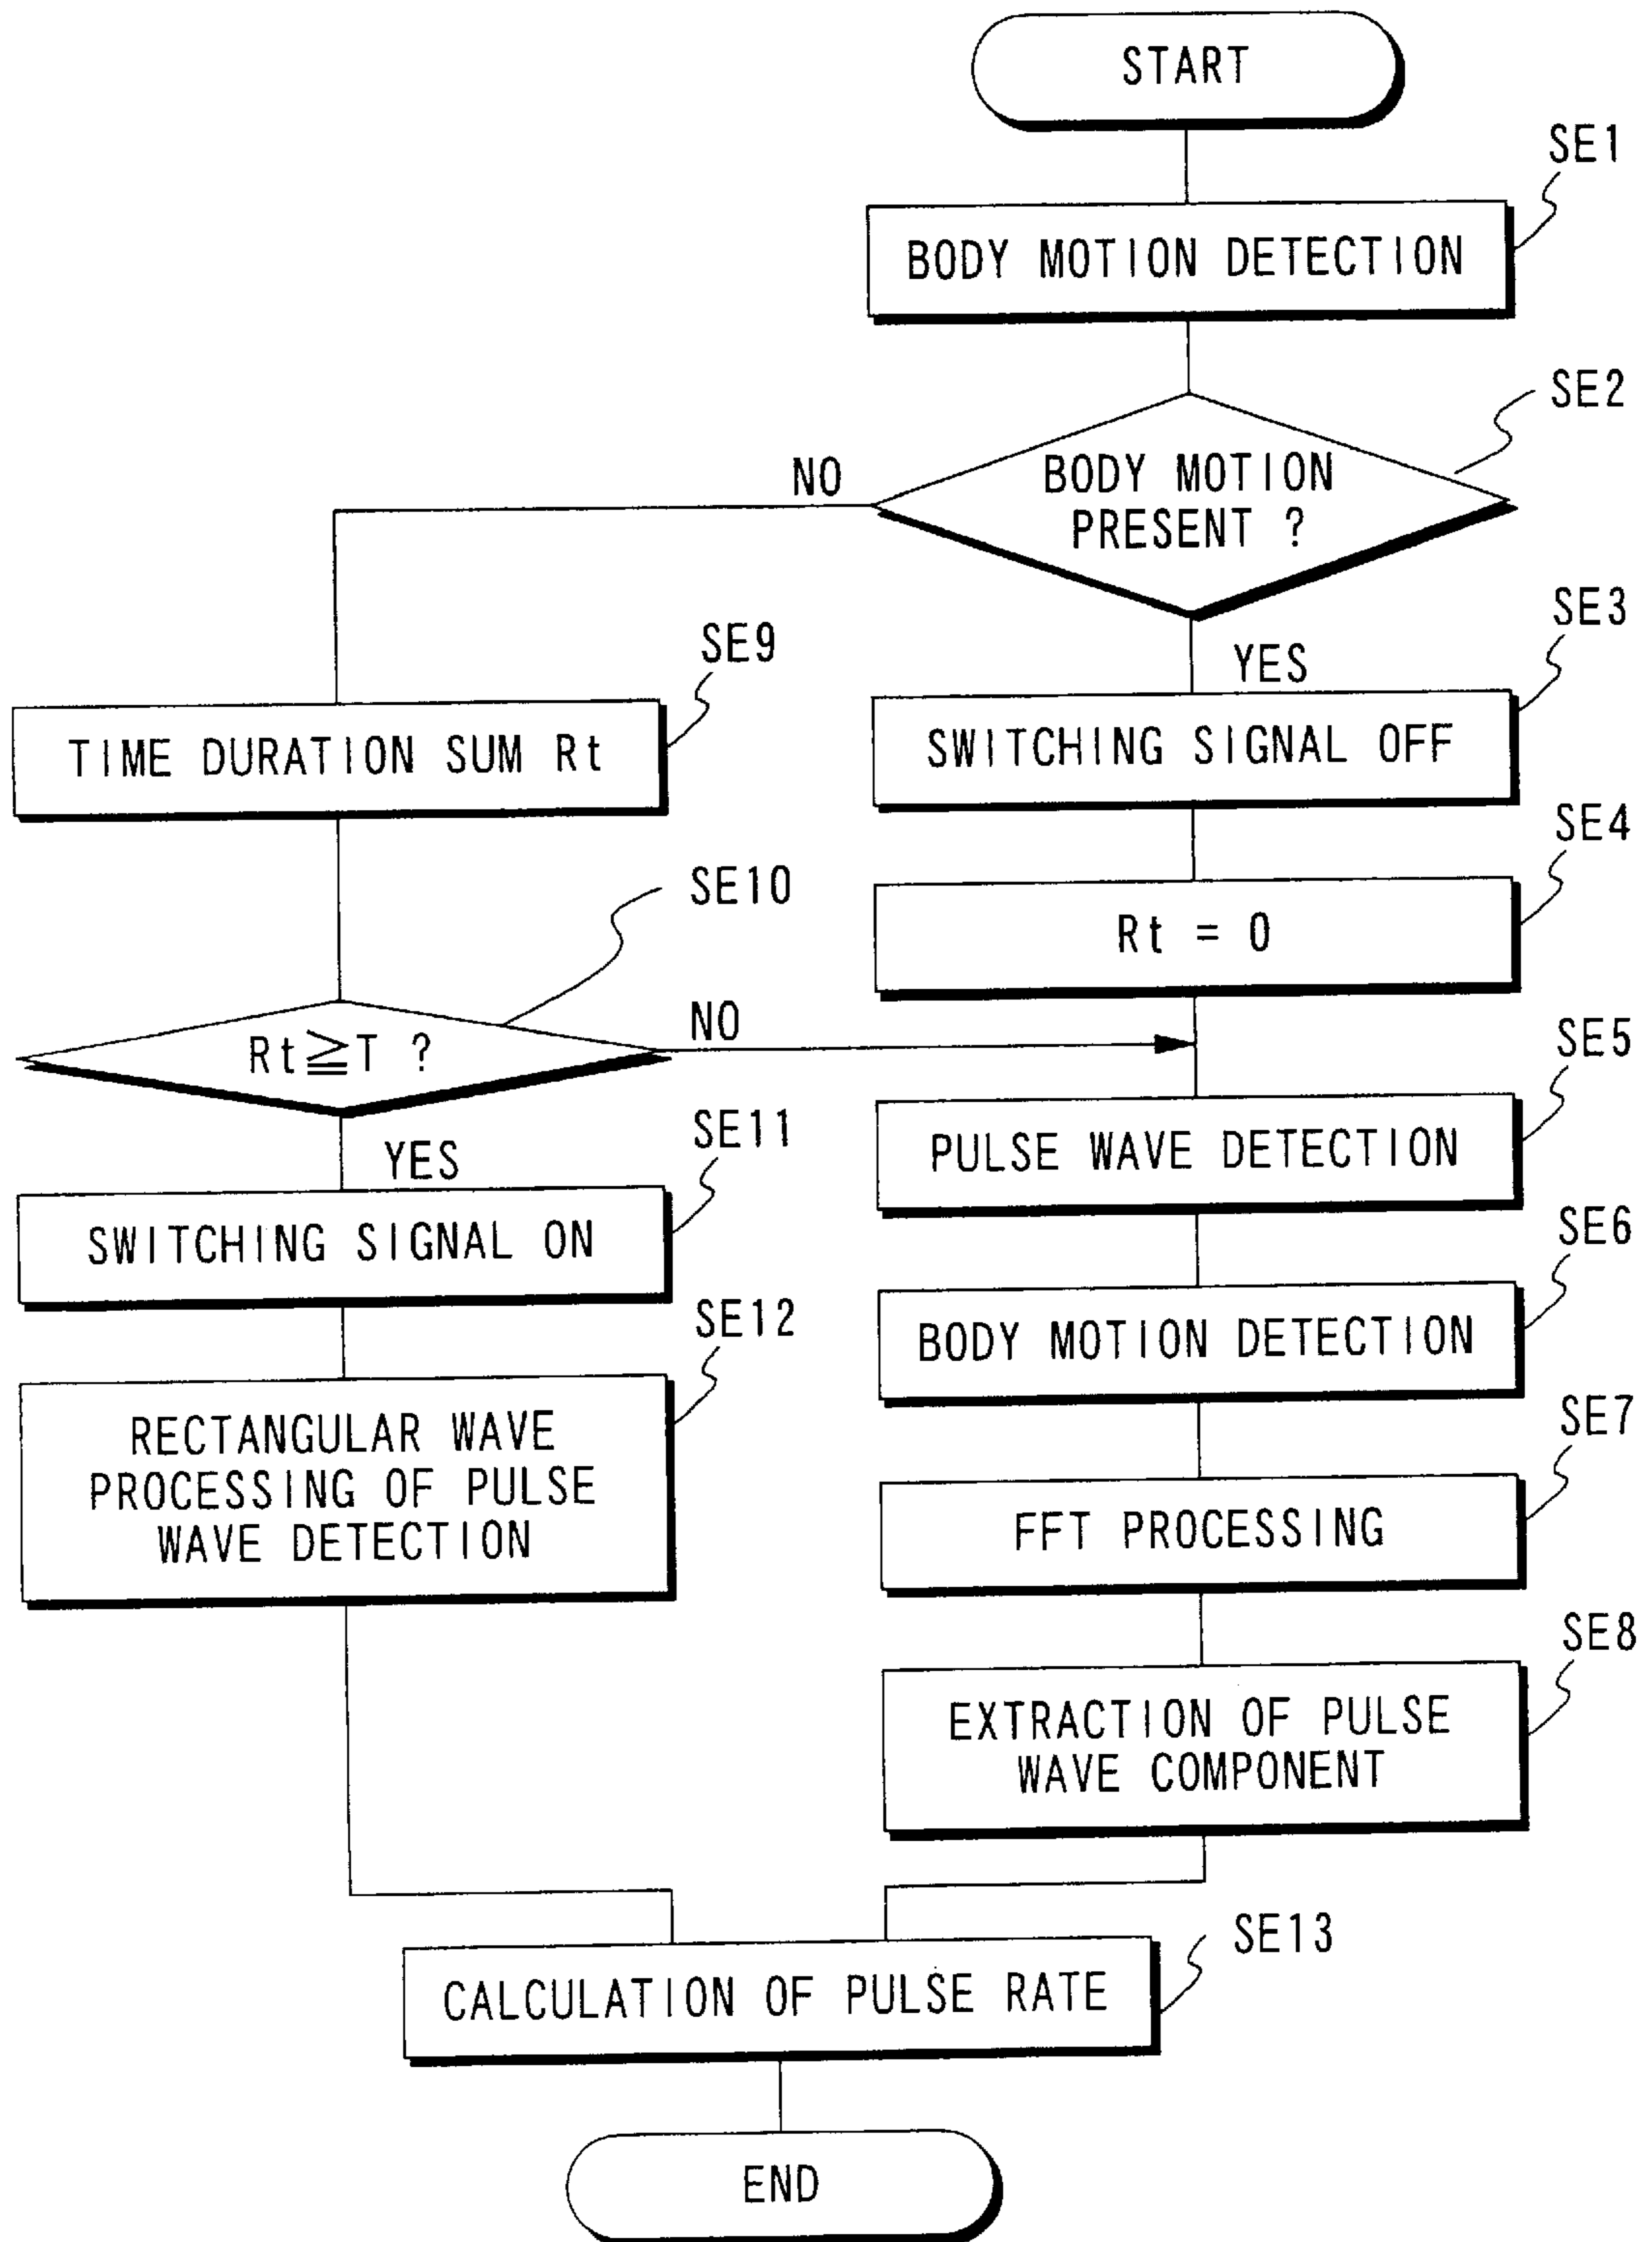 START
SE1
BODY MOTION DETECTION
SE2
NO
BODY MOTION
PRESENT ?
SE3
YES
SWITCHING SIGNAL OFF
SE4
Rt = 0
SE9
TIME DURATION SUM Rt
SE10
Rt≧T ?
NO
SE5
PULSE WAVE DETECTION
SE6
BODY MOTION DETECTION
SE7
FFT PROCESSING
SE8
EXTRACTION OF PULSE
WAVE COMPONENT
YES
SE11
SWITCHING SIGNAL ON
SE12
RECTANGULAR WAVE
PROCESSING OF PULSE
WAVE DETECTION
SE13
CALCULATION OF PULSE RATE
END